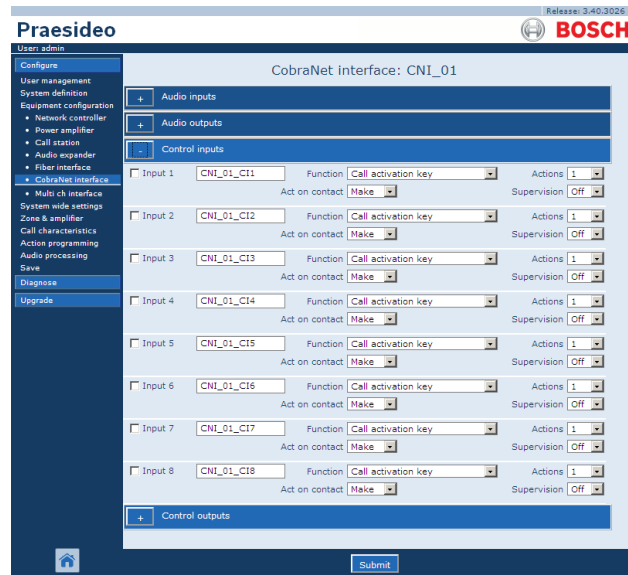 Release: 3.40.3026
Praesideo
BOSCH
User: admin
Configure
User management
System definition
Equipment configuration
• Network controller
• Power amplifier
• Call station
• Audio expander
• Fiber interface
• CobraNet interface
• Multi ch interface
System wide settings
Zone & amplifier
Call characteristics
Action programming
Audio processing
Save
Diagnose
Upgrade
CobraNet interface: CNI_01
+ Audio inputs
+ Audio outputs
- Control inputs
Input 1 CNI_01_CI1 Function Call activation key Actions 1
Act on contact Make Supervision Off
Input 2 CNI_01_CI2 Function Call activation key Actions 1
Act on contact Make Supervision Off
Input 3 CNI_01_CI3 Function Call activation key Actions 1
Act on contact Make Supervision Off
Input 4 CNI_01_CI4 Function Call activation key Actions 1
Act on contact Make Supervision Off
Input 5 CNI_01_CI5 Function Call activation key Actions 1
Act on contact Make Supervision Off
Input 6 CNI_01_CI6 Function Call activation key Actions 1
Act on contact Make Supervision Off
Input 7 CNI_01_CI7 Function Call activation key Actions 1
Act on contact Make Supervision Off
Input 8 CNI_01_CI8 Function Call activation key Actions 1
Act on contact Make Supervision Off
+ Control outputs
Submit